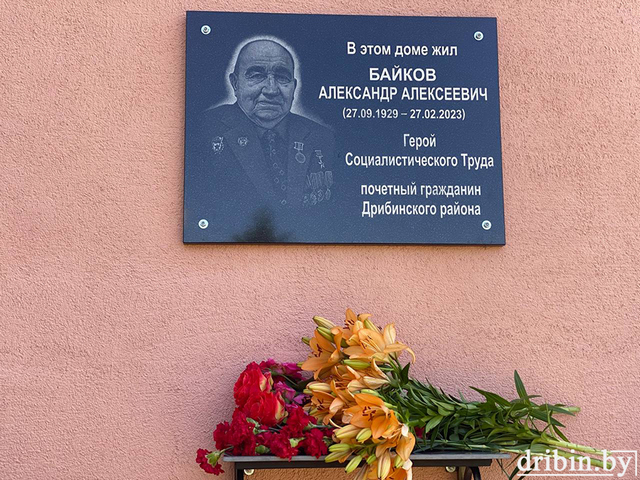 В этом доме жил
БАЙКОВ
АЛЕКСАНДР АЛЕКСЕЕВИЧ
(27.09.1929 – 27.02.2023)
Герой
Социалистического Труда
почетный гражданин
Дрибинского района
dribin.by